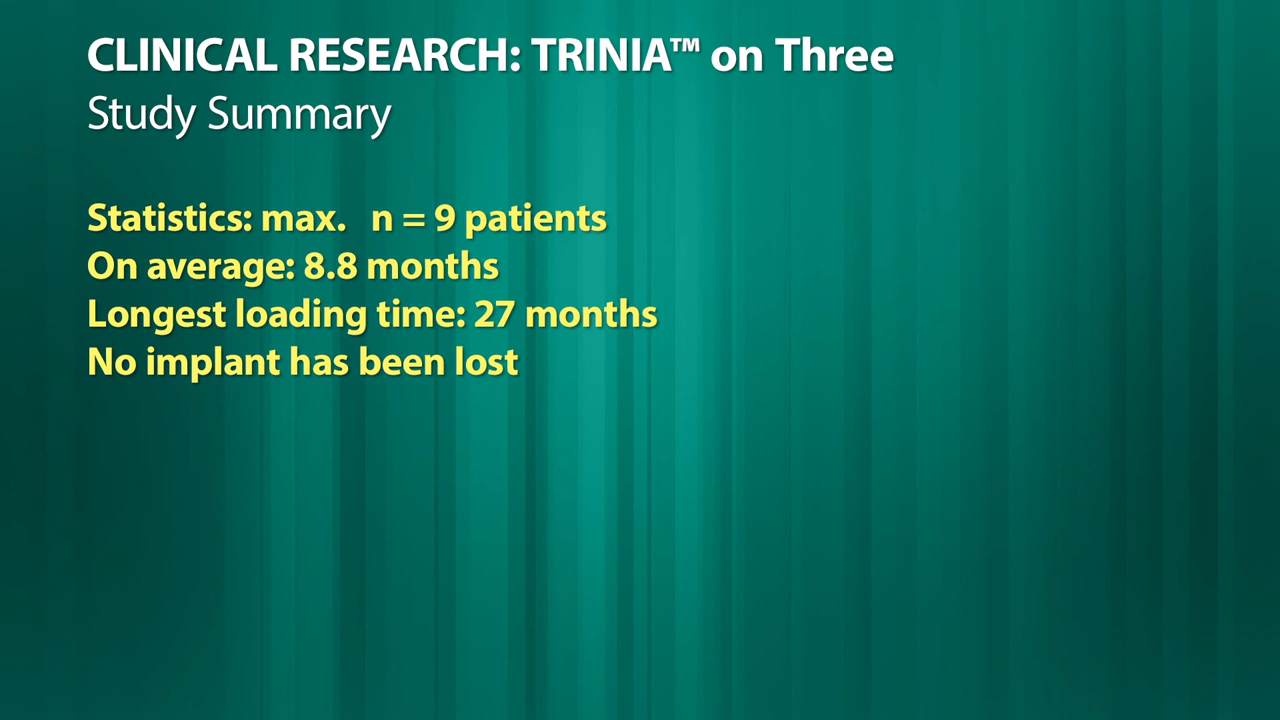 CLINICAL RESEARCH: TRINIA™ on Three
Study Summary
Statistics: max. n = 9 patients
On average: 8.8 months
Longest loading time: 27 months
No implant has been lost